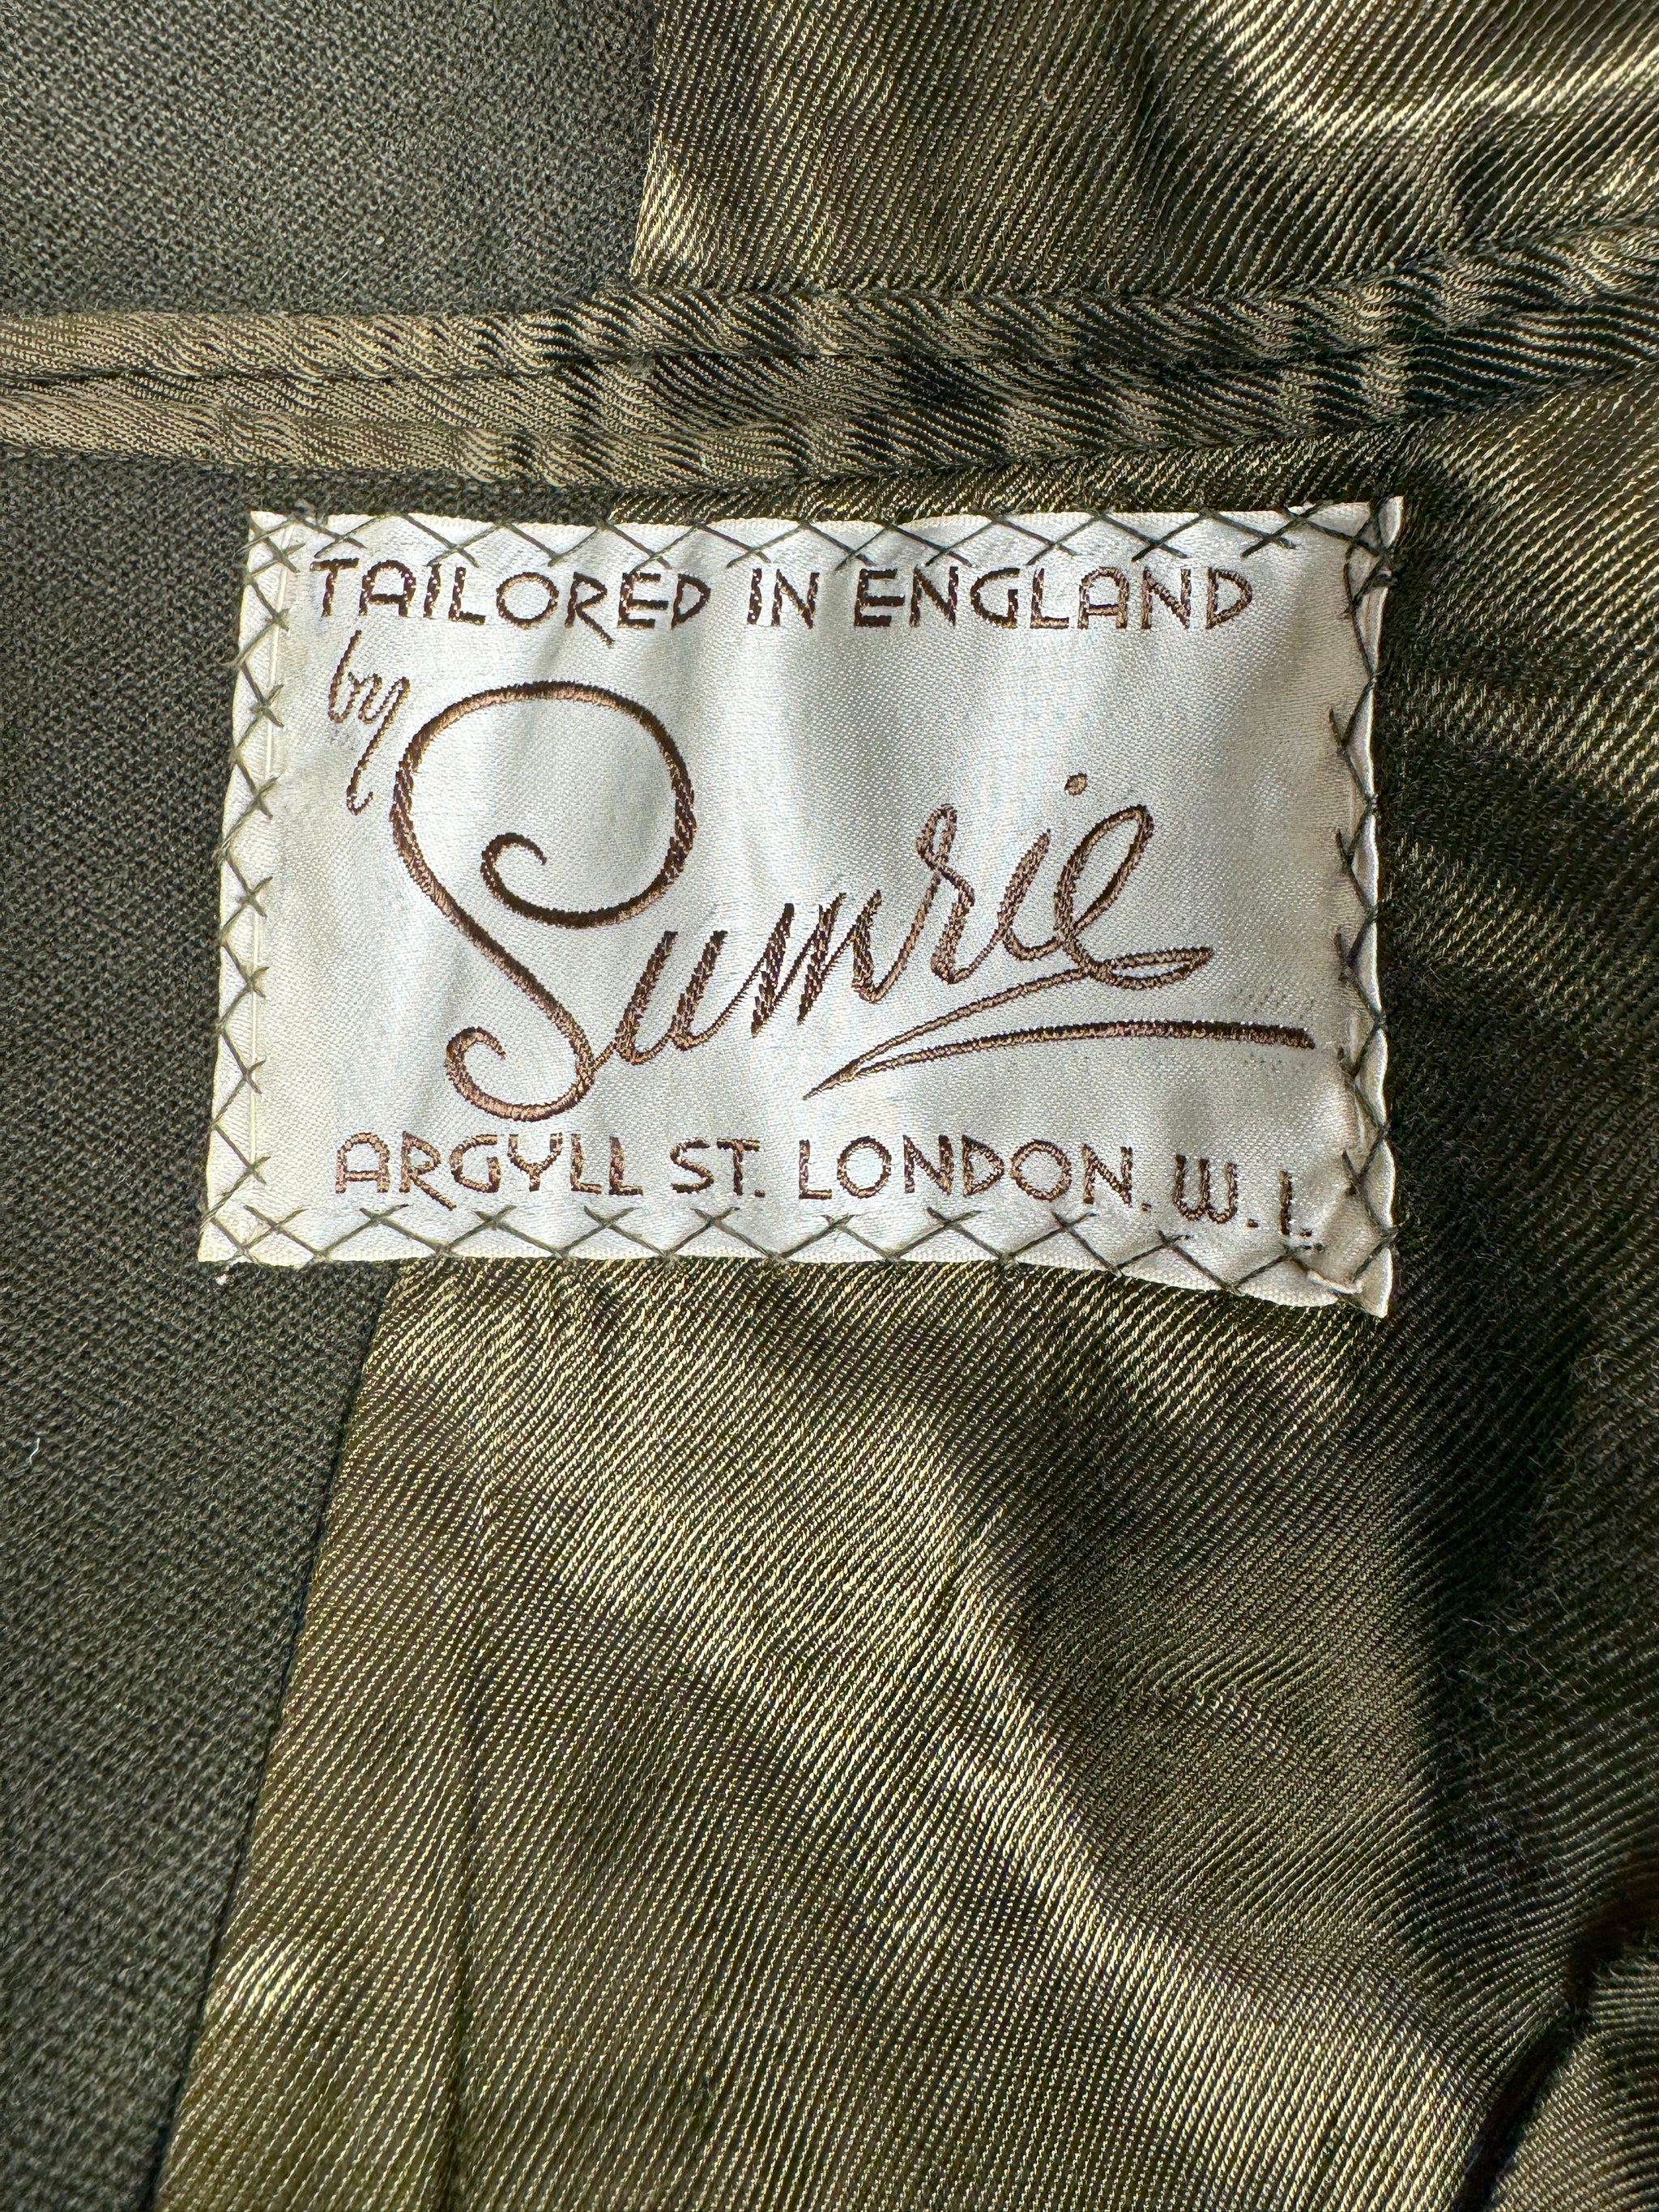 TAILORED IN ENGLAND
by
Sumrie
ARGYLL ST. LONDON. W. 1.